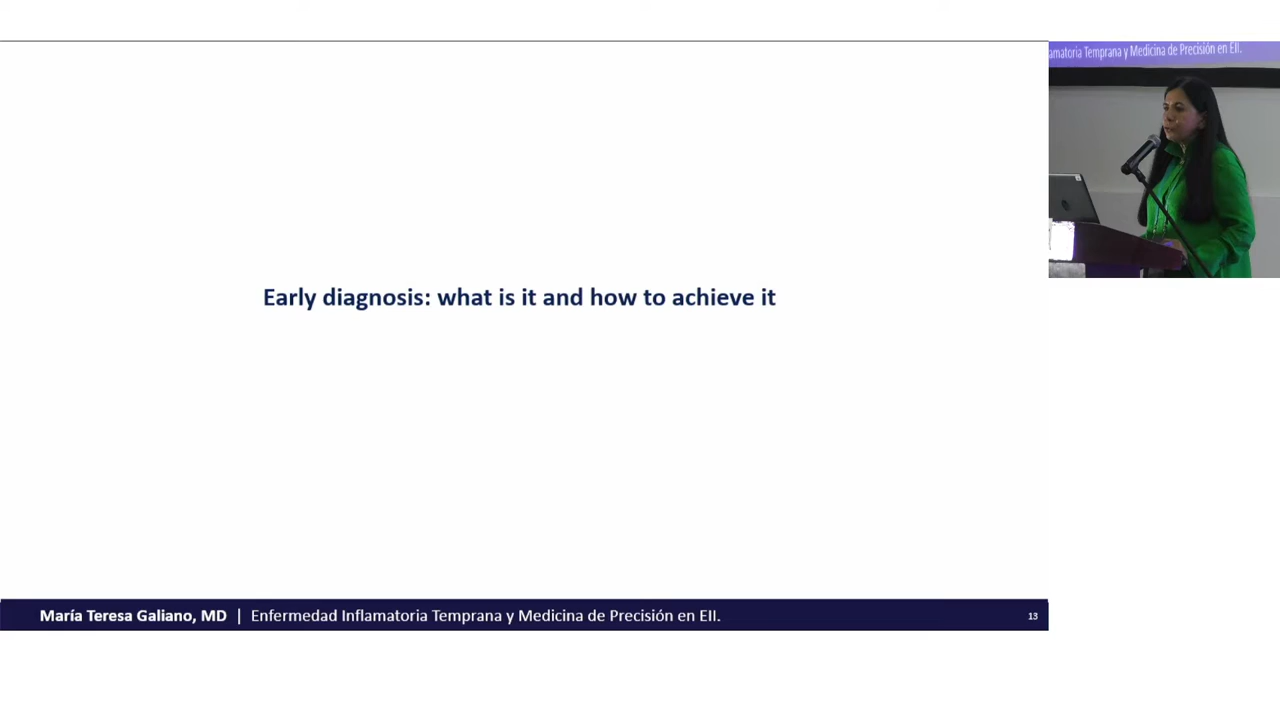 amatoria Temprana y Medicina de Precisión en EII.
Early diagnosis: what is it and how to achieve it
María Teresa Galiano, MD | Enfermedad Inflamatoria Temprana y Medicina de Precisión en EII.
13